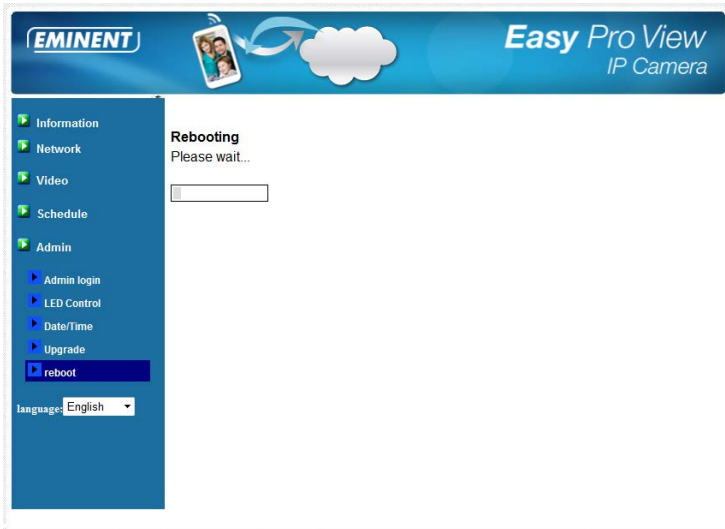 EMINENT
Easy Pro View
IP Camera
Information
Network
Video
Schedule
Admin
Admin login
LED Control
Date/Time
Upgrade
reboot
language: English
Rebooting
Please wait...